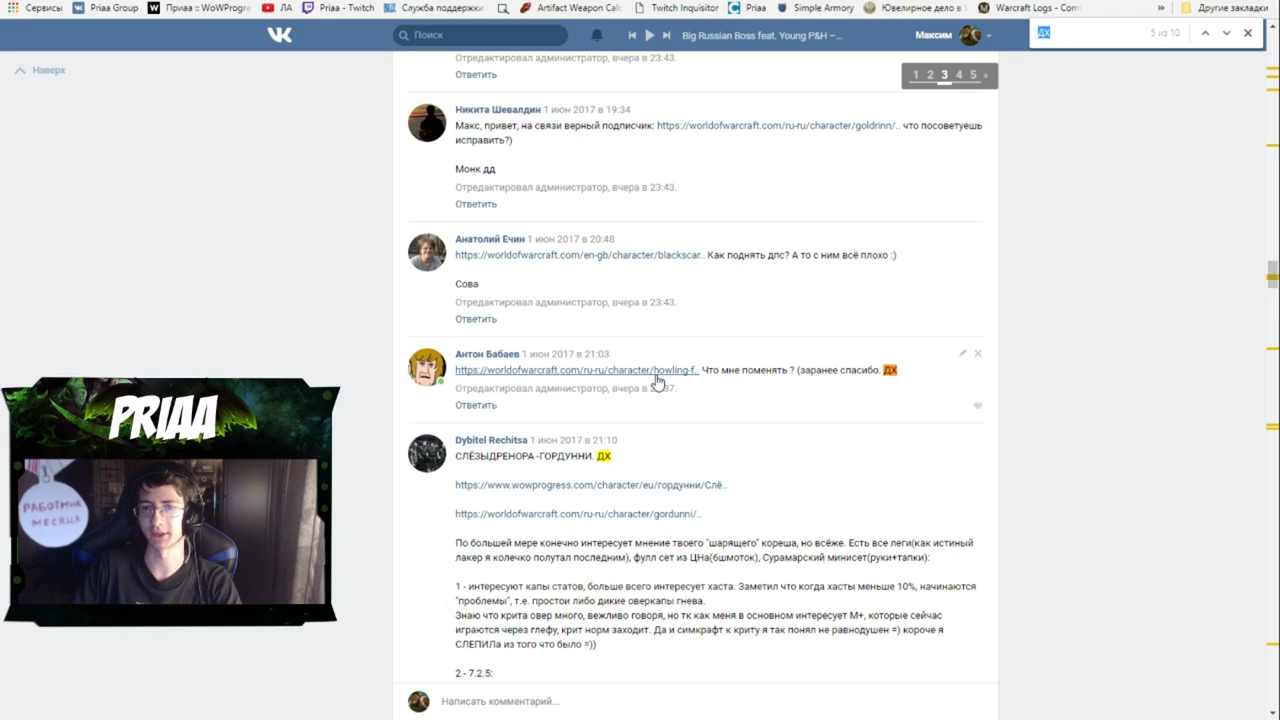 Сервисы
Priaa Group
Приаа :: WoWProgre
ЛА
Priaa - Twitch
Служба поддержки
Artifact Weapon Calc
Twitch Inquisitor
Priaa
Simple Armory
Ювелирное дело в
Warcraft Logs - Com
»
Другие закладки
Поиск
Big Russian Boss feat. Young P&H –...
Максим
ДХ
5 из 10
Наверх
1 2 3 4 5 »
Отредактировал администратор, вчера в 23:43.
Ответить
Никита Шевалдин 1 июн 2017 в 19:34
Макс, привет, на связи верный подписчик: https://worldofwarcraft.com/ru-ru/character/goldrinn/.. что посоветуешь
исправить?)
Монк дд
Отредактировал администратор, вчера в 23:43.
Ответить
Анатолий Ечин 1 июн 2017 в 20:48
https://worldofwarcraft.com/en-gb/character/blackscar.. Как поднять дпс? А то с ним всё плохо :)
Сова
Отредактировал администратор, вчера в 23:43.
Ответить
Антон Бабаев 1 июн 2017 в 21:03
https://worldofwarcraft.com/ru-ru/character/howling-f.. Что мне поменять ? (заранее спасибо. ДХ
Отредактировал администратор, вчера в
37.
Ответить
Dybitel Rechitsa 1 июн 2017 в 21:10
СЛЁЗЫДРЕНОРА -ГОРДУННИ. ДХ
https://www.wowprogress.com/character/eu/гордунни/Слё..
https://worldofwarcraft.com/ru-ru/character/gordunni/..
По большей мере конечно интересует мнение твоего "шарящего" кореша, но всёже. Есть все леги(как истиный
лакер я колечко полутал последним), фулл сет из ЦНа(6шмоток), Сурамарский минисет(руки+тапки):
1 - интересуют капы статов, больше всего интересует хаста. Заметил что когда хасты меньше 10%, начинаются
"проблемы", т.е. простои либо дикие оверкапы гнева.
Знаю что крита овер много, вежливо говоря, но тк как меня в основном интересует М+, которые сейчас
играются через глефу, крит норм заходит. Да и симкрафт к криту я так понял не равнодушен =) короче я
СЛЕПИЛа из того что было =))
2 - 7.2.5:
Написать комментарий...
PRIAA
РАБОТНИК
МЕСЯЦА